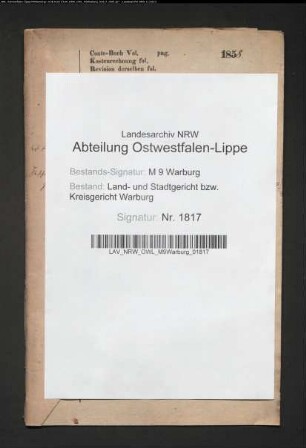 Conto-Buch Vol. pag. 1858
Kostenrechnung fol.
Revision derselben fol.
Landesarchiv NRW
Abteilung Ostwestfalen-Lippe
Bestands-Signatur: M 9 Warburg
Bestand: Land- und Stadtgericht bzw.
Kreisgericht Warburg
Signatur: Nr. 1817
LAV_NRW_OWL_M9Warburg_01817